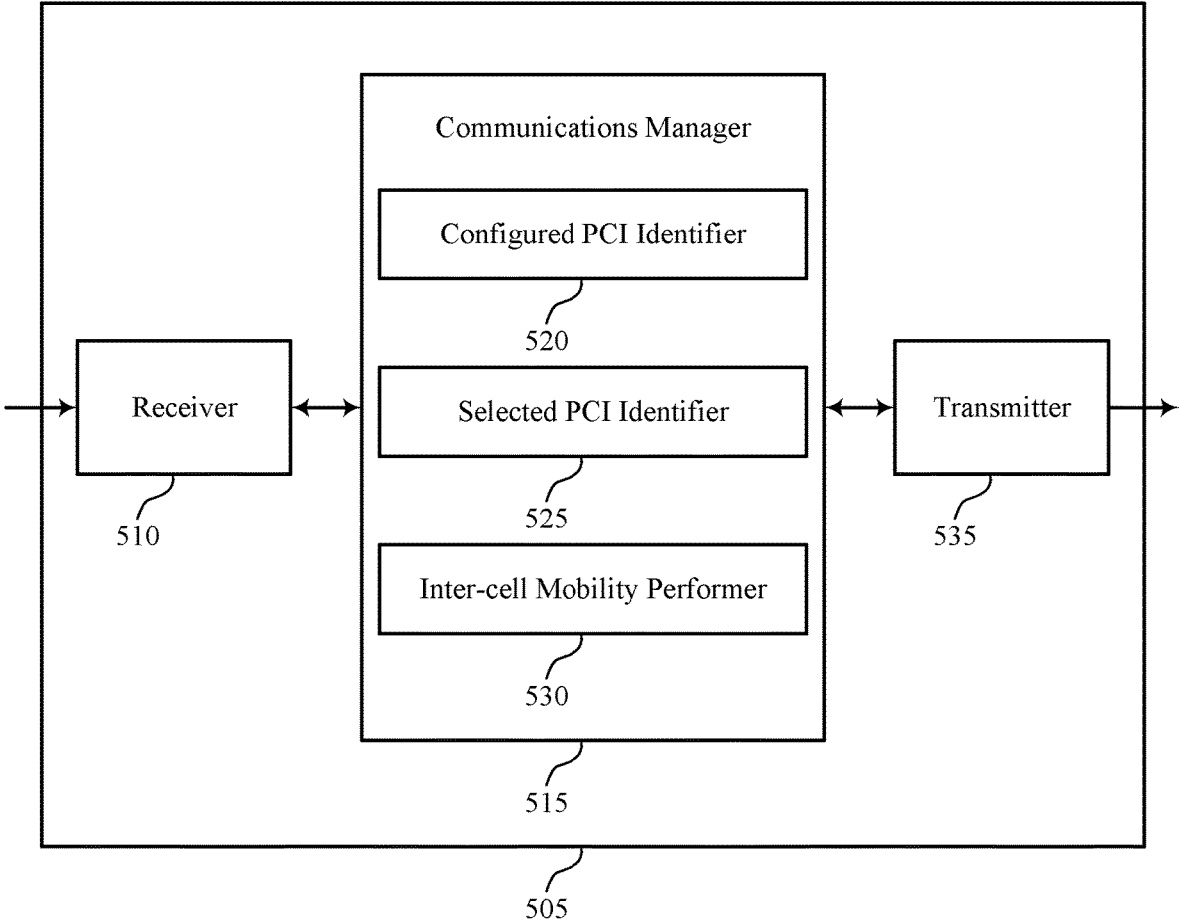 Communications Manager
Configured PCI Identifier
520
Receiver
Selected PCI Identifier
Transmitter
510
525
535
Inter-cell Mobility Performer
530
515
505